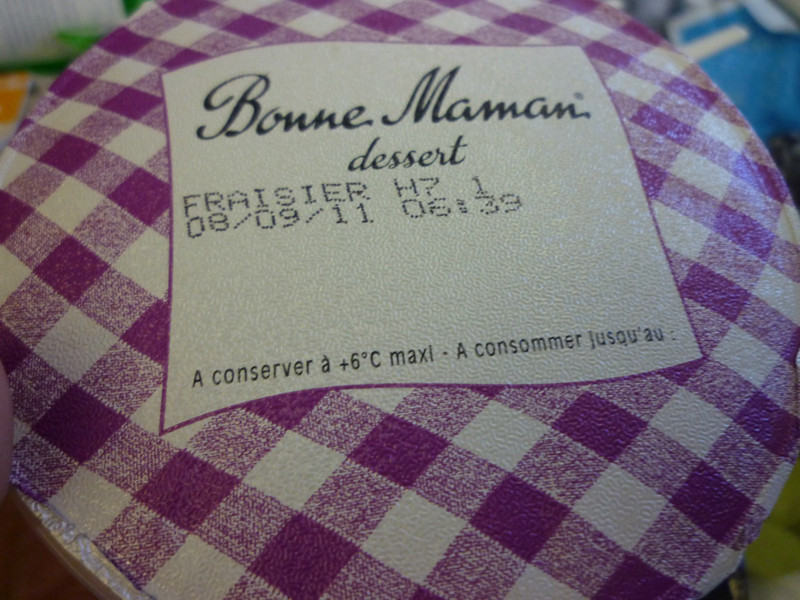 Bonne Maman
dessert
FRAISIER H7 1
08/09/11 06:39
A conserver à +6°C maxi - A consommer jusqu'au :